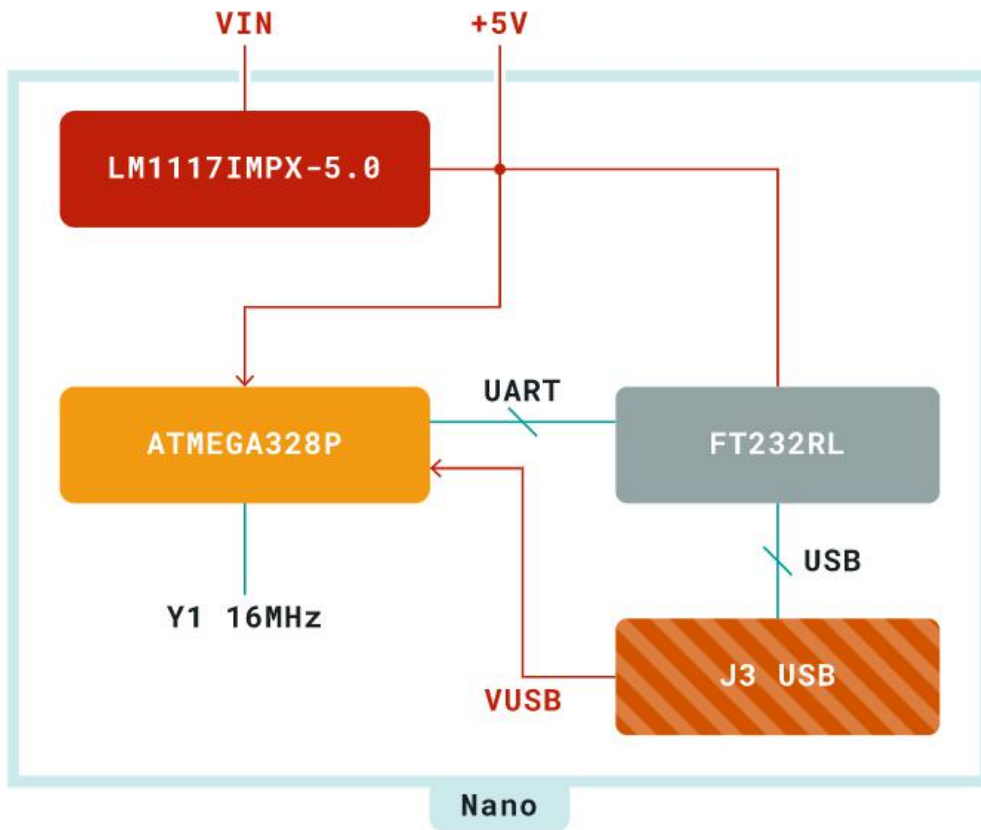 VIN
+5V
LM1117IMPX-5.0
UART
ATMEGA328P
FT232RL
USB
Y1 16MHz
J3 USB
VUSB
Nano